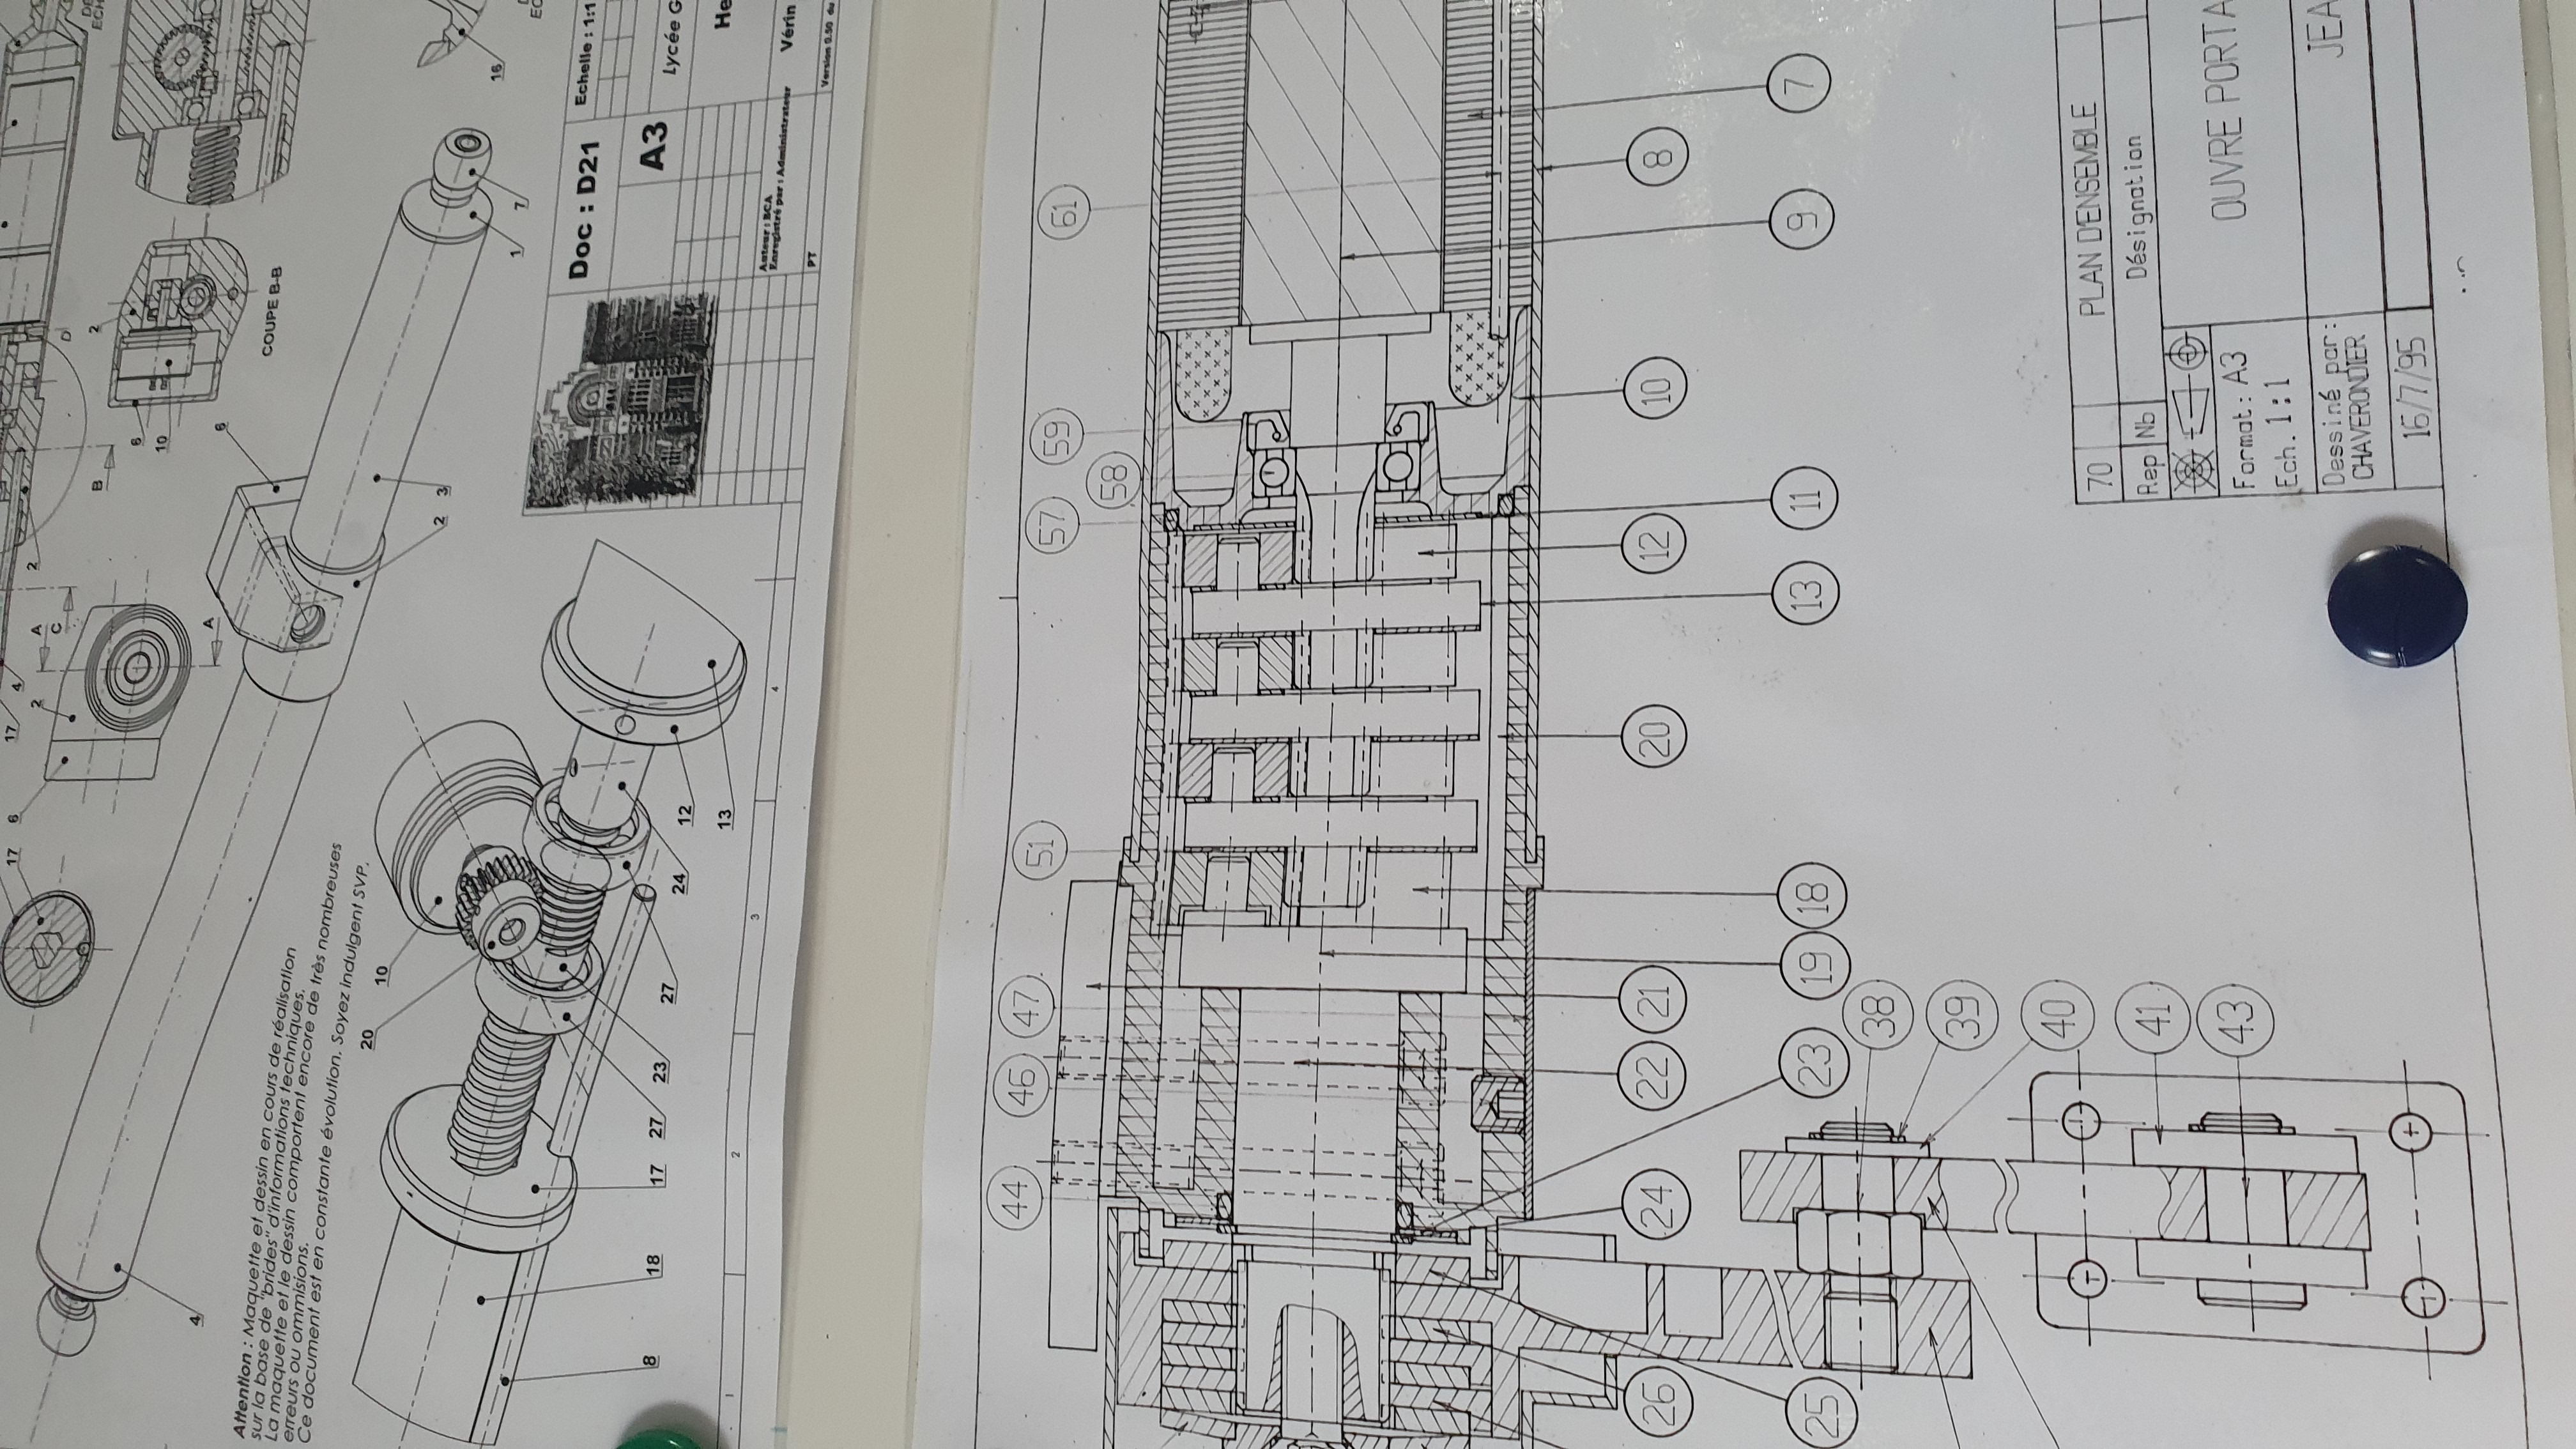 17
6
17
4
2
A
C
2
D
B
2
6
10
6
2
4
A
COUPE B-B
Attention : Maquette et dessin en cours de réalisation
sur la base de "brides" d'informations techniques.
La maquette et le dessin comportent encore de très nombreuses
erreurs ou ommisions.
Ce document est en constante évolution. Soyez indulgent SVP.
20
10
2
3
1
7
16
8
18
17
27
23
27
24
12
13
1
2
3
4
Doc : D21
Echelle : 1:1
A3
Lycée G
He
Auteur : BCA
Enregistré par : Administrateur
Vérin
PT
Version 0.50 du
44
46
47
51
57
59
58
61
26
24
22
21
20
12
10
8
25
23
19
18
13
11
9
7
38
39
40
41
43
70
PLAN D'ENSEMBLE
Rep
Nb
Désignation
Format: A3
Ech. 1:1
OUVRE PORTA
Dessiné par:
CHAVERONDIER
JEA
16/7/95